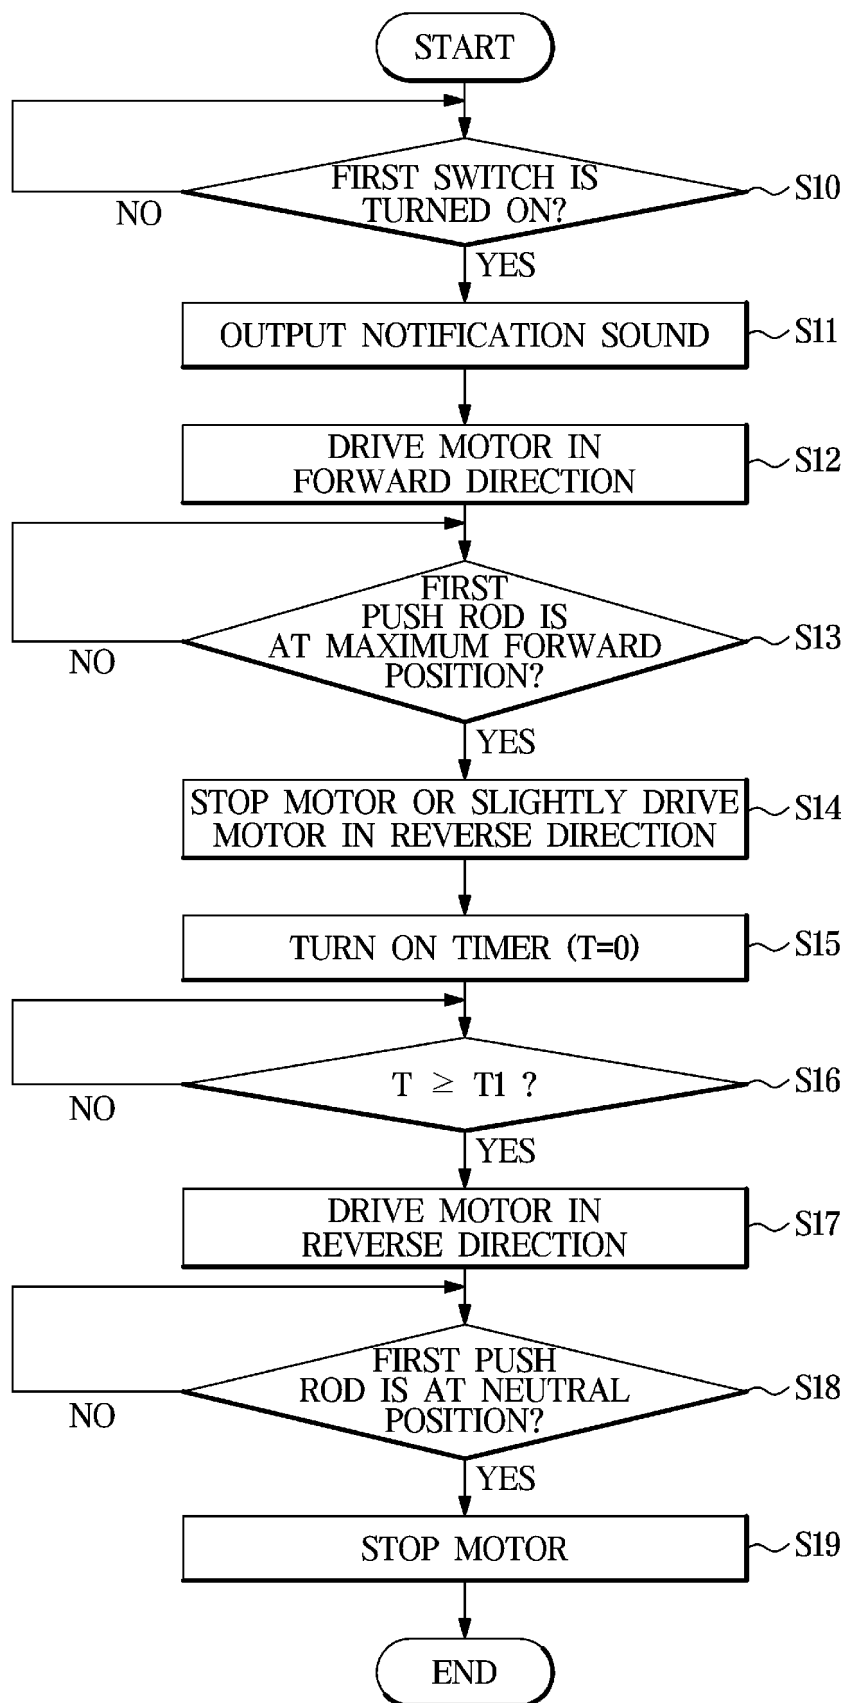 START
FIRST SWITCH IS
TURNED ON?
S10
NO
YES
OUTPUT NOTIFICATION SOUND
S11
DRIVE MOTOR IN
FORWARD DIRECTION
S12
FIRST
PUSH ROD IS
AT MAXIMUM FORWARD
POSITION?
S13
NO
YES
STOP MOTOR OR SLIGHTLY DRIVE
MOTOR IN REVERSE DIRECTION
S14
TURN ON TIMER (T=0)
S15
T ≥ T1 ?
S16
NO
YES
DRIVE MOTOR IN
REVERSE DIRECTION
S17
FIRST PUSH
ROD IS AT NEUTRAL
POSITION?
S18
NO
YES
STOP MOTOR
S19
END